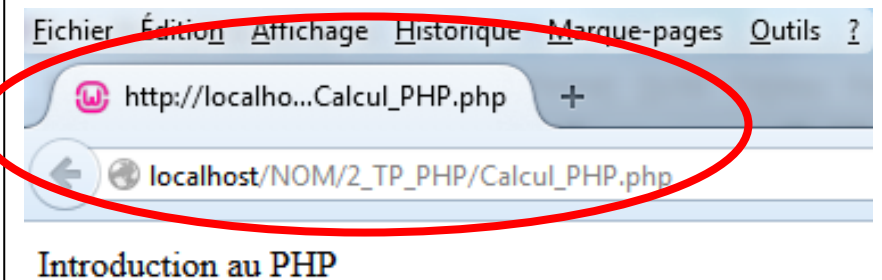 Fichier Édition Affichage Historique Marque-pages Outils ?
http://localho...Calcul_PHP.php +
localhost/NOM/2_TP_PHP/Calcul_PHP.php
Introduction au PHP